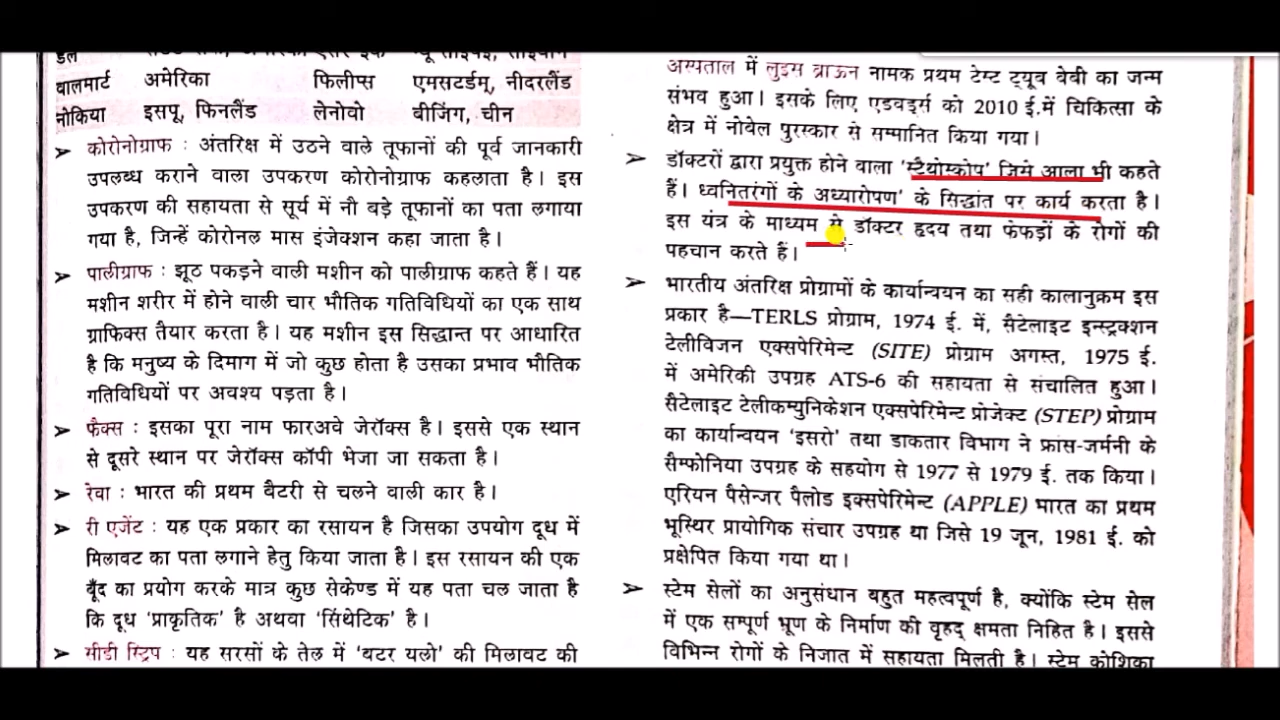 डेल
वालमार्ट अमेरिका फिलीप्स एमसटर्डम, नीदरलैंड
नोकिया इसपू, फिनलैंड लेनोवो बीजिंग, चीन
➤ कोरोनोग्राफ : अंतरिक्ष में उठने वाले तूफानों की पूर्व जानकारी
उपलब्ध कराने वाला उपकरण कोरोनोग्राफ कहलाता है। इस
उपकरण की सहायता से सूर्य में नौ बड़े तूफानों का पता लगाया
गया है, जिन्हें कोरोनल मास इंजेक्शन कहा जाता है।
➤ पालीग्राफ : झूठ पकड़ने वाली मशीन को पालीग्राफ कहते हैं। यह
मशीन शरीर में होने वाली चार भौतिक गतिविधियों का एक साथ
ग्राफिक्स तैयार करता है। यह मशीन इस सिद्धान्त पर आधारित
है कि मनुष्य के दिमाग में जो कुछ होता है उसका प्रभाव भौतिक
गतिविधियों पर अवश्य पड़ता है।
➤ फैक्स : इसका पूरा नाम फारअवे जेरॉक्स है। इससे एक स्थान
से दूसरे स्थान पर जेरॉक्स कॉपी भेजा जा सकता है।
➤ रेवा : भारत की प्रथम बैटरी से चलने वाली कार है।
➤ री एजेंट : यह एक प्रकार का रसायन है जिसका उपयोग दूध में
मिलावट का पता लगाने हेतु किया जाता है। इस रसायन की एक
बूँद का प्रयोग करके मात्र कुछ सेकेण्ड में यह पता चल जाता है
कि दूध ‘प्राकृतिक’ है अथवा ‘सिंथेटिक’ है।
➤ सीडी स्ट्रिप : यह सरसों के तेल में ‘बटर यलो’ की मिलावट की
अस्पताल में लुइस ब्राऊन नामक प्रथम टेस्ट ट्यूब बेबी का जन्म
संभव हुआ। इसके लिए एडवर्ड्स को 2010 ई.में चिकित्सा के
क्षेत्र में नोबेल पुरस्कार से सम्मानित किया गया।
➤ डॉक्टरों द्वारा प्रयुक्त होने वाला ‘स्टैथोस्कोप’ जिसे आला भी कहते
हैं। ध्वनितरंगों के अध्यारोपण’ के सिद्धांत पर कार्य करता है।
इस यंत्र के माध्यम से डॉक्टर हृदय तथा फेफड़ों के रोगों की
पहचान करते हैं।
➤ भारतीय अंतरिक्ष प्रोग्रामों के कार्यान्वयन का सही कालानुक्रम इस
प्रकार है—TERLS प्रोग्राम, 1974 ई. में, सैटेलाइट इन्स्ट्रक्शन
टेलीविजन एक्सपेरिमेन्ट (SITE) प्रोग्राम अगस्त, 1975 ई.
में अमेरिकी उपग्रह ATS-6 की सहायता से संचालित हुआ।
सैटेलाइट टेलीकम्युनिकेशन एक्सपेरिमेन्ट प्रोजेक्ट (STEP) प्रोग्राम
का कार्यान्वयन ‘इसरो’ तथा डाकतार विभाग ने फ्रांस-जर्मनी के
सैम्फोनिया उपग्रह के सहयोग से 1977 से 1979 ई. तक किया।
एरियन पैसेन्जर पैलोड इक्सपेरिमेन्ट (APPLE) भारत का प्रथम
भूस्थिर प्रायोगिक संचार उपग्रह था जिसे 19 जून, 1981 ई. को
प्रक्षेपित किया गया था।
➤ स्टेम सेलों का अनुसंधान बहुत महत्वपूर्ण है, क्योंकि स्टेम सेल
में एक सम्पूर्ण भ्रूण के निर्माण की वृहद् क्षमता निहित है। इससे
विभिन्न रोगों के निजात में सहायता मिलती है। स्टेम कोशिका